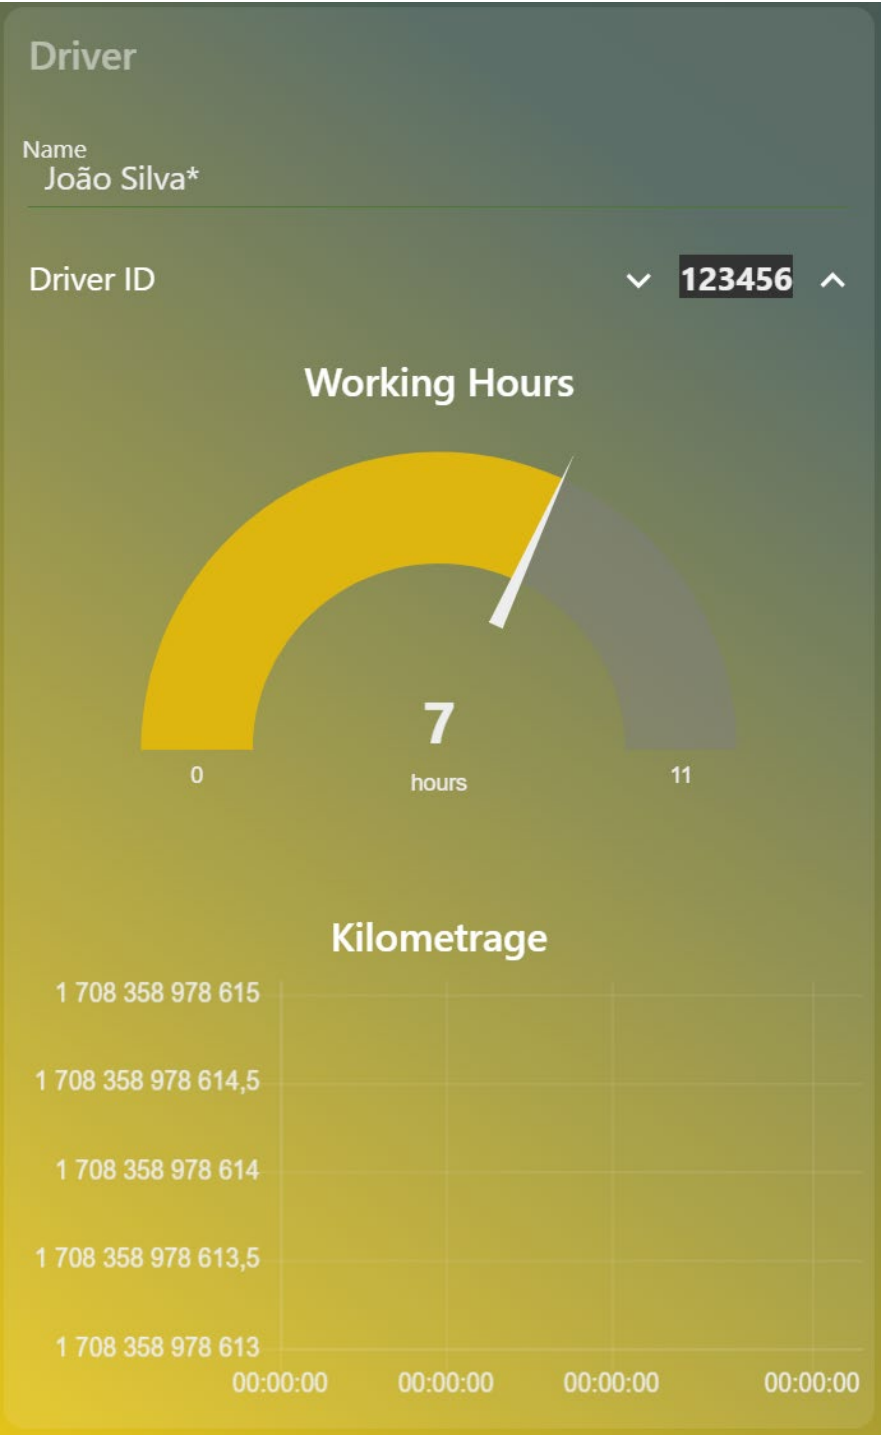 Driver
Name
João Silva*
Driver ID 123456
Working Hours
7
0 hours 11
Kilometrage
1 708 358 978 615
1 708 358 978 614,5
1 708 358 978 614
1 708 358 978 613,5
1 708 358 978 613
00:00:00 00:00:00 00:00:00 00:00:00